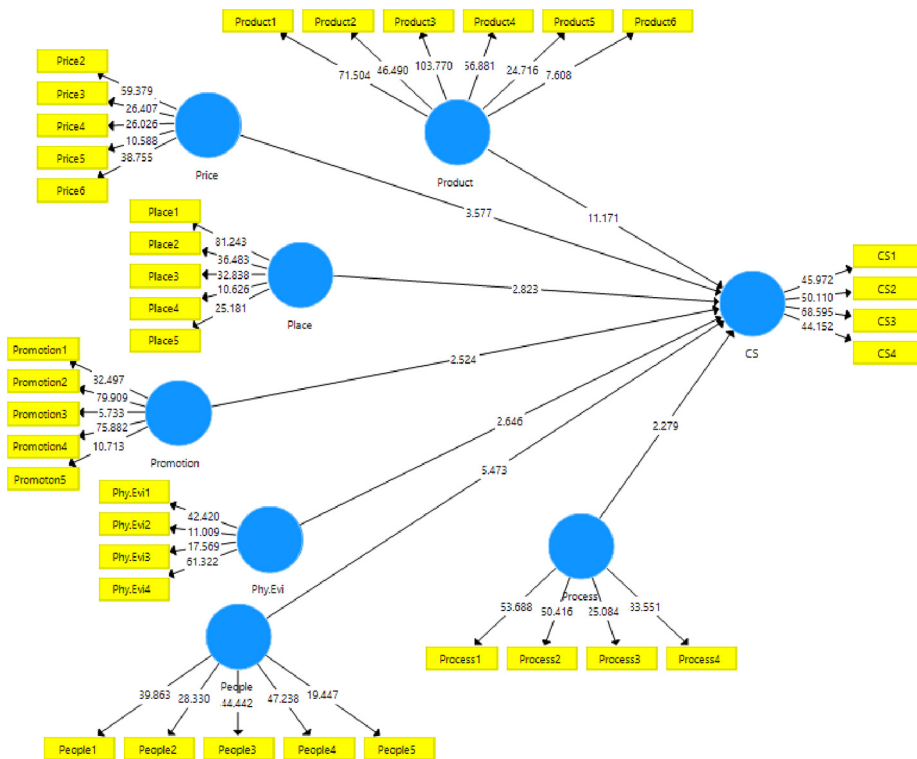 Product1 Product2 Product3 Product4 Product5 Product6
71.504 46.490 103.770 56.881 24.716 7.608
Product
Price2
Price3
Price4
Price5
Price6
59.379
26.407
26.026
10.588
38.755
Price
3.577
11.171
Place1
Place2
Place3
Place4
Place5
81.243
36.483
32.838
10.626
25.181
Place
2.823
CS1
CS2
CS3
CS4
45.972
50.110
68.595
44.152
CS
Promotion1
Promotion2
Promotion3
Promotion4
Promoton5
32.497
79.909
5.733
75.882
10.713
Promotion
2.524
2.646
5.473
2.279
Phy.Evi1
Phy.Evi2
Phy.Evi3
Phy.Evi4
42.420
11.009
17.569
61.322
Phy.Evi
Process
53.688 50.416 25.084 33.551
Process1 Process2 Process3 Process4
People
39.863 28.330 44.442 47.238 19.447
People1 People2 People3 People4 People5